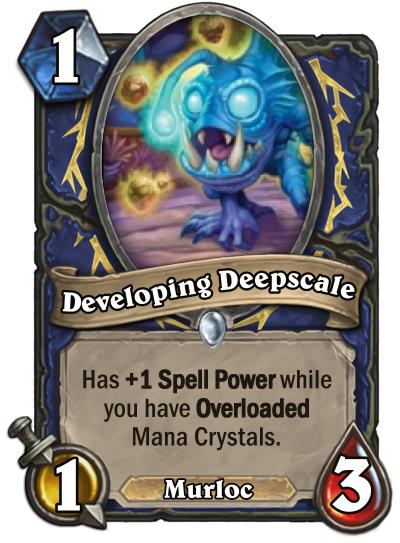 1
Developing Deepscale
Has +1 Spell Power while
you have Overloaded
Mana Crystals.
1
Murloc
3